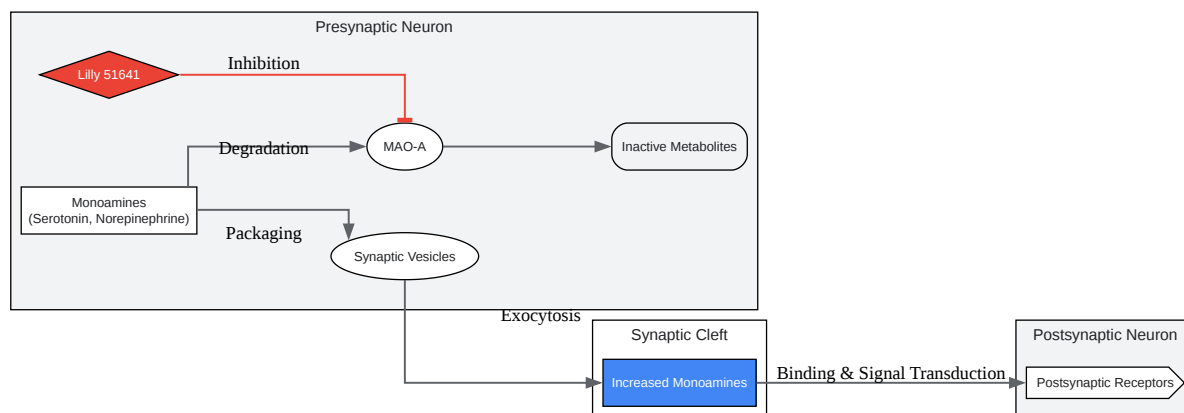 Presynaptic Neuron
Lilly 51641
Inhibition
Degradation
MAO-A
Inactive Metabolites
Monoamines
(Serotonin, Norepinephrine)
Packaging
Synaptic Vesicles
Exocytosis
Synaptic Cleft
Increased Monoamines
Binding & Signal Transduction
Postsynaptic Neuron
Postsynaptic Receptors